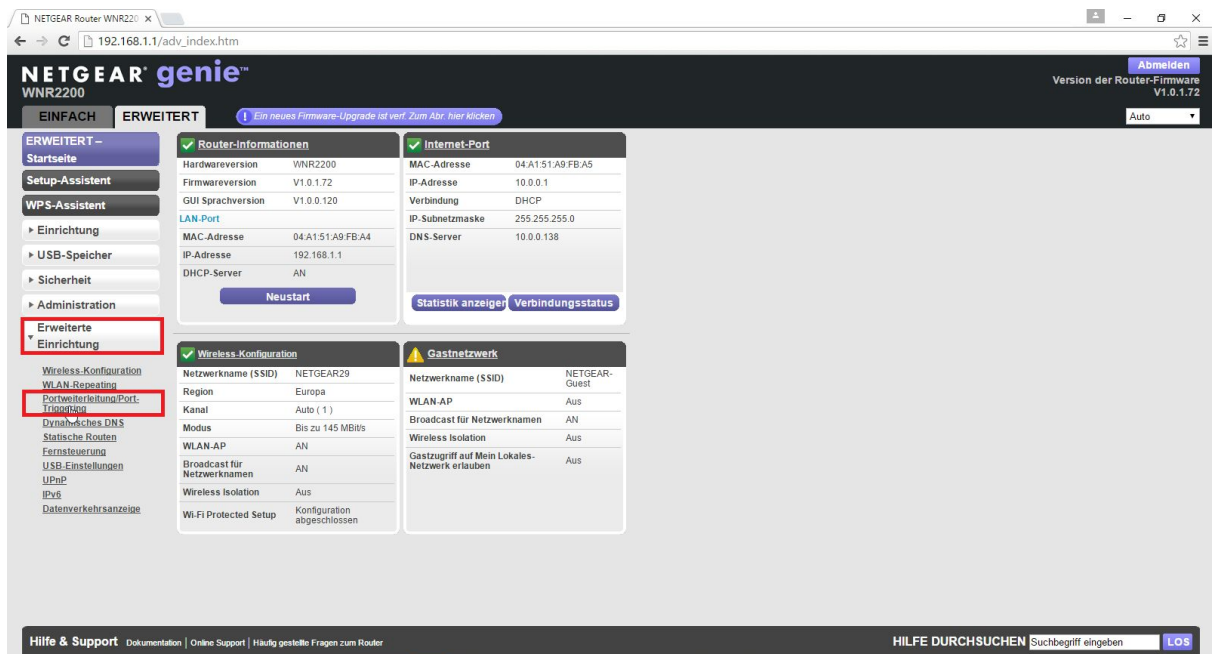 NETGEAR Router WNR220
192.168.1.1/adv_index.htm
NETGEAR® genie™
WNR2200
Abmelden
Version der Router-Firmware
V1.0.1.72
EINFACH
ERWEITERT
Ein neues Firmware-Upgrade ist verf. Zum Abr. hier klicken
Auto
ERWEITERT –
Startseite
Setup-Assistent
WPS-Assistent
Einrichtung
USB-Speicher
Sicherheit
Administration
Erweiterte
Einrichtung
Wireless-Konfiguration
WLAN-Repeating
Portweiterleitung/Port-
Triggering
Dynamisches DNS
Statische Routen
Fernsteuerung
USB-Einstellungen
UPnP
IPv6
Datenverkehrsanzeige
Router-Informationen
Hardwareversion WNR2200
Firmwareversion V1.0.1.72
GUI Sprachversion V1.0.0.120
LAN-Port
MAC-Adresse 04:A1:51:A9:FB:A4
IP-Adresse 192.168.1.1
DHCP-Server AN
Neustart
Internet-Port
MAC-Adresse 04:A1:51:A9:FB:A5
IP-Adresse 10.0.0.1
Verbindung DHCP
IP-Subnetzmaske 255.255.255.0
DNS-Server 10.0.0.138
Statistik anzeigen Verbindungsstatus
Wireless-Konfiguration
Netzwerkname (SSID) NETGEAR29
Region Europa
Kanal Auto ( 1 )
Modus Bis zu 145 MBit/s
WLAN-AP AN
Broadcast für
Netzwerknamen AN
Wireless Isolation Aus
Wi-Fi Protected Setup Konfiguration
abgeschlossen
Gastnetzwerk
Netzwerkname (SSID) NETGEAR-
Guest
WLAN-AP Aus
Broadcast für Netzwerknamen AN
Wireless Isolation Aus
Gastzugriff auf Mein Lokales-
Netzwerk erlauben Aus
Hilfe & Support Dokumentation | Online Support | Häufig gestellte Fragen zum Router
HILFE DURCHSUCHEN Suchbegriff eingeben LOS